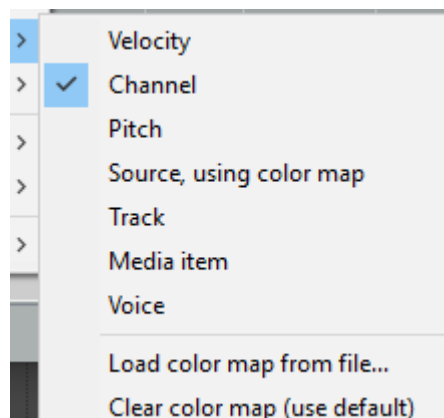 Velocity
Channel
Pitch
Source, using color map
Track
Media item
Voice
Load color map from file...
Clear color map (use default)